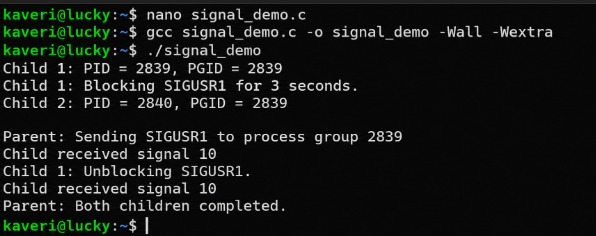 kaveri@lucky:~$ nano signal_demo.c
kaveri@lucky:~$ gcc signal_demo.c -o signal_demo -Wall -Wextra
kaveri@lucky:~$ ./signal_demo
Child 1: PID = 2839, PGID = 2839
Child 1: Blocking SIGUSR1 for 3 seconds.
Child 2: PID = 2840, PGID = 2839
Parent: Sending SIGUSR1 to process group 2839
Child received signal 10
Child 1: Unblocking SIGUSR1.
Child received signal 10
Parent: Both children completed.
kaveri@lucky:~$